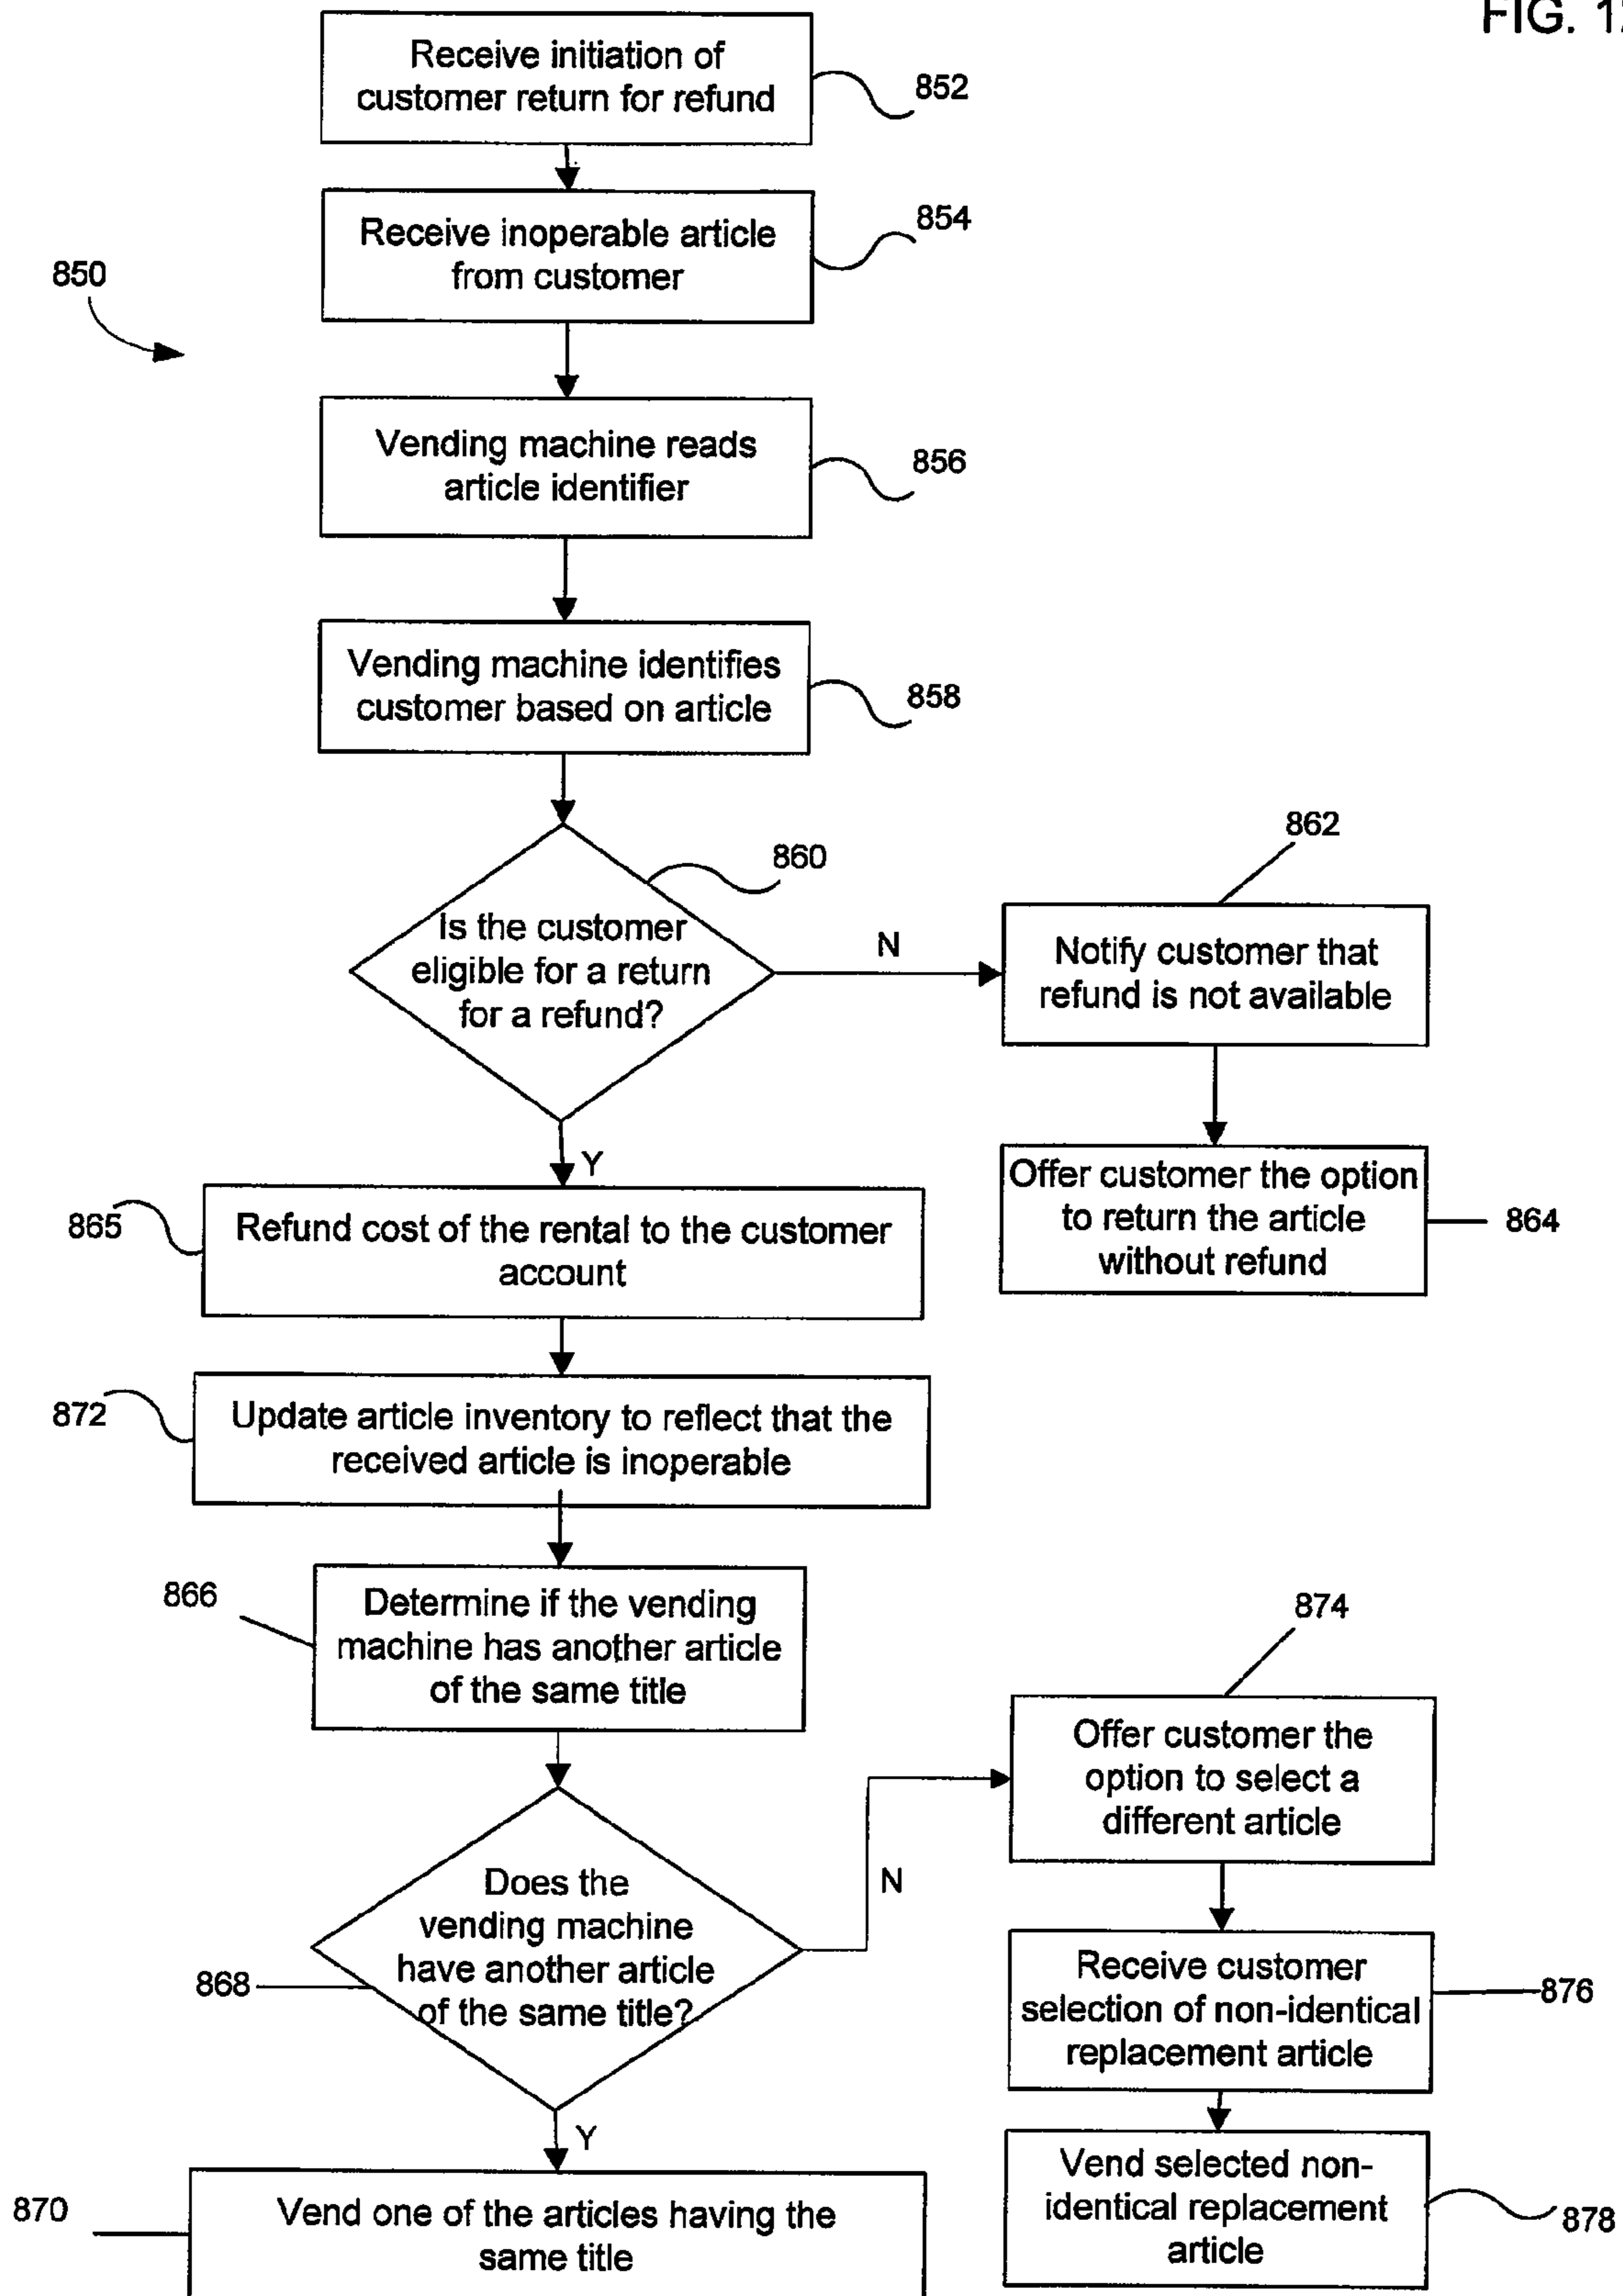 FIG. 1
Receive initiation of
customer return for refund
852
Receive inoperable article
from customer
854
850
Vending machine reads
article identifier
856
Vending machine identifies
customer based on article
858
860
Is the customer
eligible for a return
for a refund?
N
862
Notify customer that
refund is not available
Offer customer the option
to return the article
without refund
864
Y
865
Refund cost of the rental to the customer
account
872
Update article inventory to reflect that the
received article is inoperable
866
Determine if the vending
machine has another article
of the same title
868
Does the
vending machine
have another article
of the same title?
N
874
Offer customer the
option to select a
different article
Receive customer
selection of non-identical
replacement article
876
Vend selected non-
identical replacement
article
878
Y
870
Vend one of the articles having the
same title